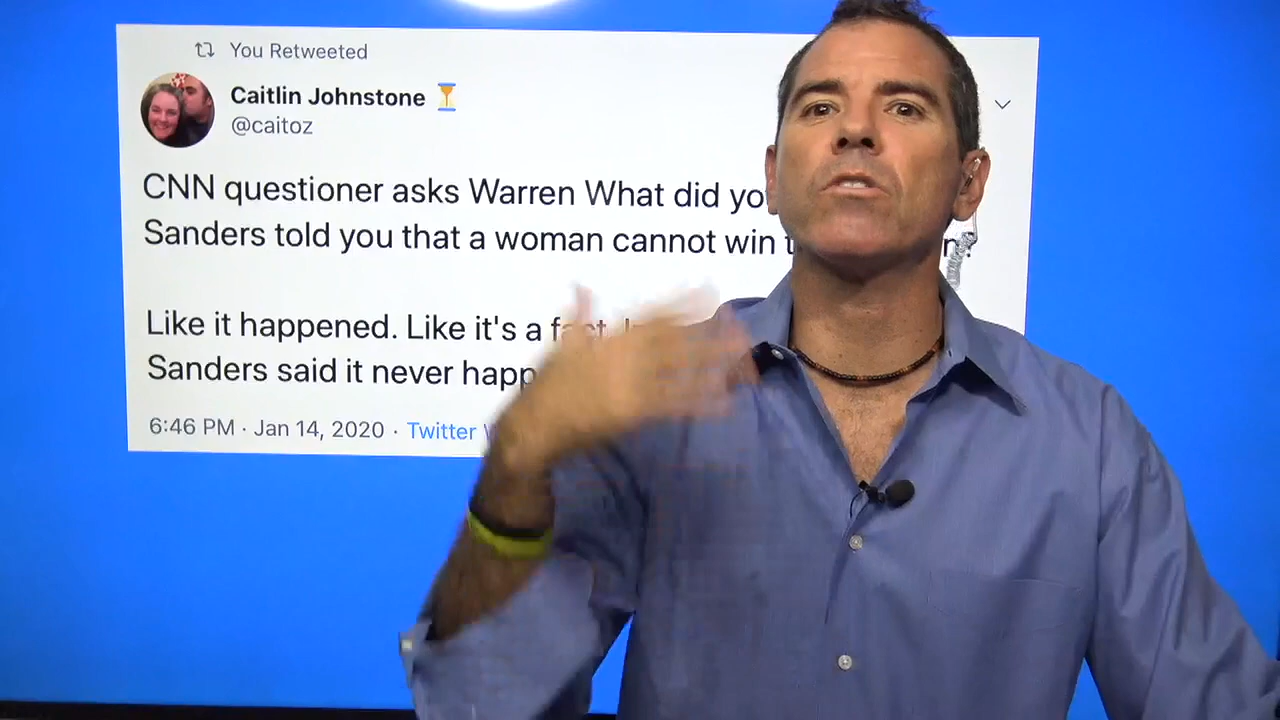 You Retweeted
Caitlin Johnstone
@caitoz
CNN questioner asks Warren What did yo
Sanders told you that a woman cannot win t
Like it happened. Like it's a fact.
Sanders said it never happ
6:46 PM · Jan 14, 2020 · Twitter